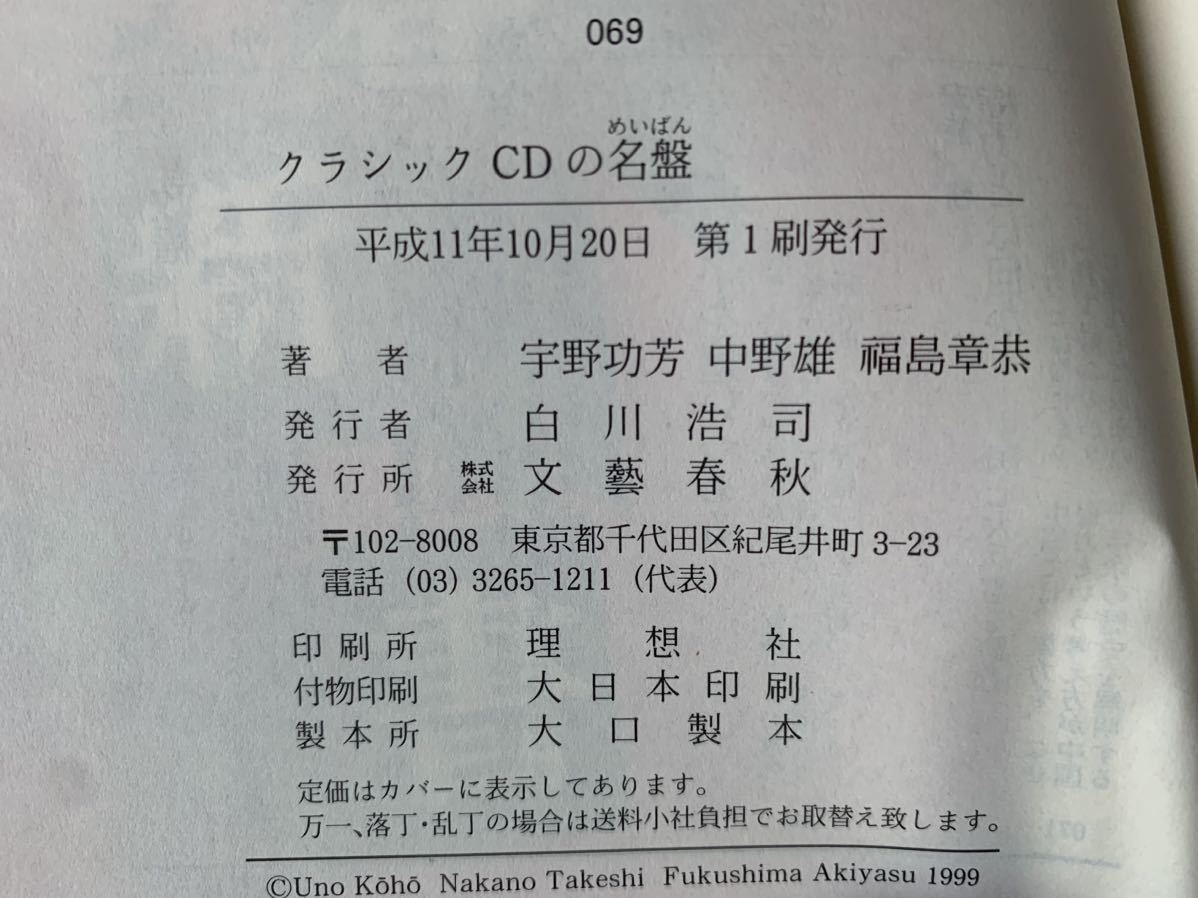 069
めいばん
クラシックCDの名盤
平成11年10月20日　第1刷発行
著者　宇野功芳　中野雄　福島章恭
発行者　白川浩司
発行所　株式会社　文藝春秋
〒102-8008　東京都千代田区紀尾井町3-23
電話 (03) 3265-1211 (代表)
印刷所　理想社
付物印刷　大日本印刷
製本所　大口製本
定価はカバーに表示してあります。
万一、落丁・乱丁の場合は送料小社負担でお取替え致します。
©Uno Kōhō  Nakano Takeshi  Fukushima Akiyasu 1999